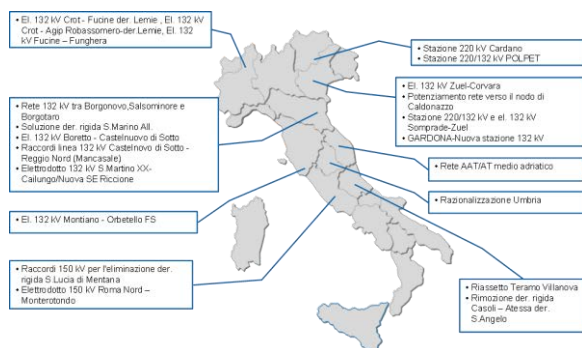 • El. 132 kV Crot - Fucine der. Lemie , El. 132 kV
Crot - Agip Robassomero-der.Lemie, El. 132
kV Fucine – Funghera
• Stazione 220 kV Cardano
• Stazione 220/132 kV POLPET
• El. 132 kV Zuel-Corvara
• Potenziamento rete verso il nodo di
Caldonazzo
• Stazione 220/132 kV e el. 132 kV
Somprade-Zuel
• GARDONA-Nuova stazione 132 kV
• Rete 132 kV tra Borgonovo,Salsominore e
Borgotaro
• Soluzione der. rigida S.Marino All.
• El. 132 kV Boretto - Castelnuovo di Sotto
• Raccordi linea 132 kV Castelnovo di Sotto -
Reggio Nord (Mancasale)
• Elettrodotto 132 kV S.Martino XX-
Cailungo/Nuova SE Riccione
• Rete AAT/AT medio adriatico
• Razionalizzazione Umbria
• El. 132 kV Montiano - Orbetello FS
• Raccordi 150 kV per l'eliminazione der.
rigida S.Lucia di Mentana
• Elettrodotto 150 kV Roma Nord –
Monterotondo
• Riassetto Teramo Villanova
• Rimozione der. rigida
Casoli – Atessa der.
S.Angelo